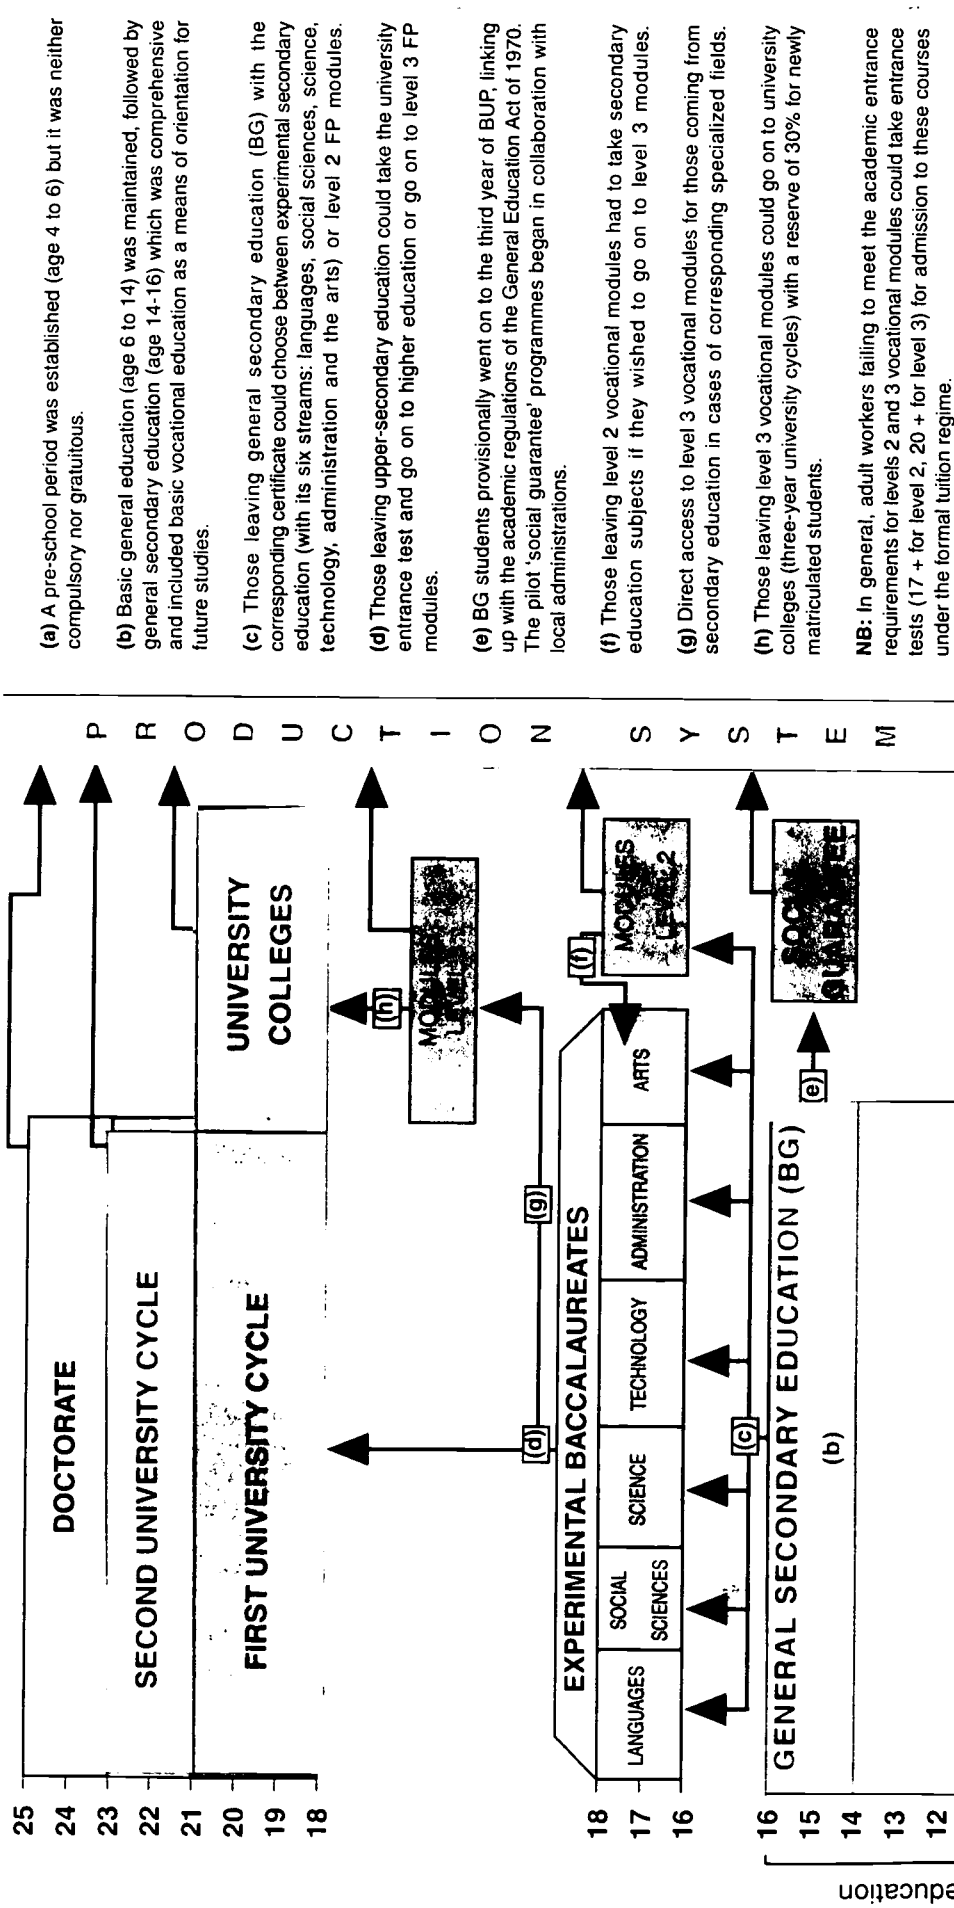 25
24
23
22
21
20
19
18
18
17
16
16
15
14
13
12
education
DOCTORATE
SECOND UNIVERSITY CYCLE
FIRST UNIVERSITY CYCLE
UNIVERSITY
COLLEGES
(h)
MODULES
(d)
(g)
EXPERIMENTAL BACCALAUREATES
LANGUAGES
SOCIAL
SCIENCES
SCIENCE
TECHNOLOGY
ADMINISTRATION
ARTS
(f)
MODULES
LEVEL 2
(c)
GENERAL SECONDARY EDUCATION (BG)
(b)
(e)
SOCIAL
GUARANTEE
P R O D U C T I O N S Y S T E M
(a) A pre-school period was established (age 4 to 6) but it was neither
compulsory nor gratuitous.
(b) Basic general education (age 6 to 14) was maintained, followed by
general secondary education (age 14-16) which was comprehensive
and included basic vocational education as a means of orientation for
future studies.
(c) Those leaving general secondary education (BG) with the
corresponding certificate could choose between experimental secondary
education (with its six streams: languages, social sciences, science,
technology, administration and the arts) or level 2 FP modules.
(d) Those leaving upper-secondary education could take the university
entrance test and go on to higher education or go on to level 3 FP
modules.
(e) BG students provisionally went on to the third year of BUP, linking
up with the academic regulations of the General Education Act of 1970.
The pilot 'social guarantee' programmes began in collaboration with
local administrations.
(f) Those leaving level 2 vocational modules had to take secondary
education subjects if they wished to go on to level 3 modules.
(g) Direct access to level 3 vocational modules for those coming from
secondary education in cases of corresponding specialized fields.
(h) Those leaving level 3 vocational modules could go on to university
colleges (three-year university cycles) with a reserve of 30% for newly
matriculated students.
NB: In general, adult workers failing to meet the academic entrance
requirements for levels 2 and 3 vocational modules could take entrance
tests (17 + for level 2, 20 + for level 3) for admission to these courses
under the formal tuition regime.